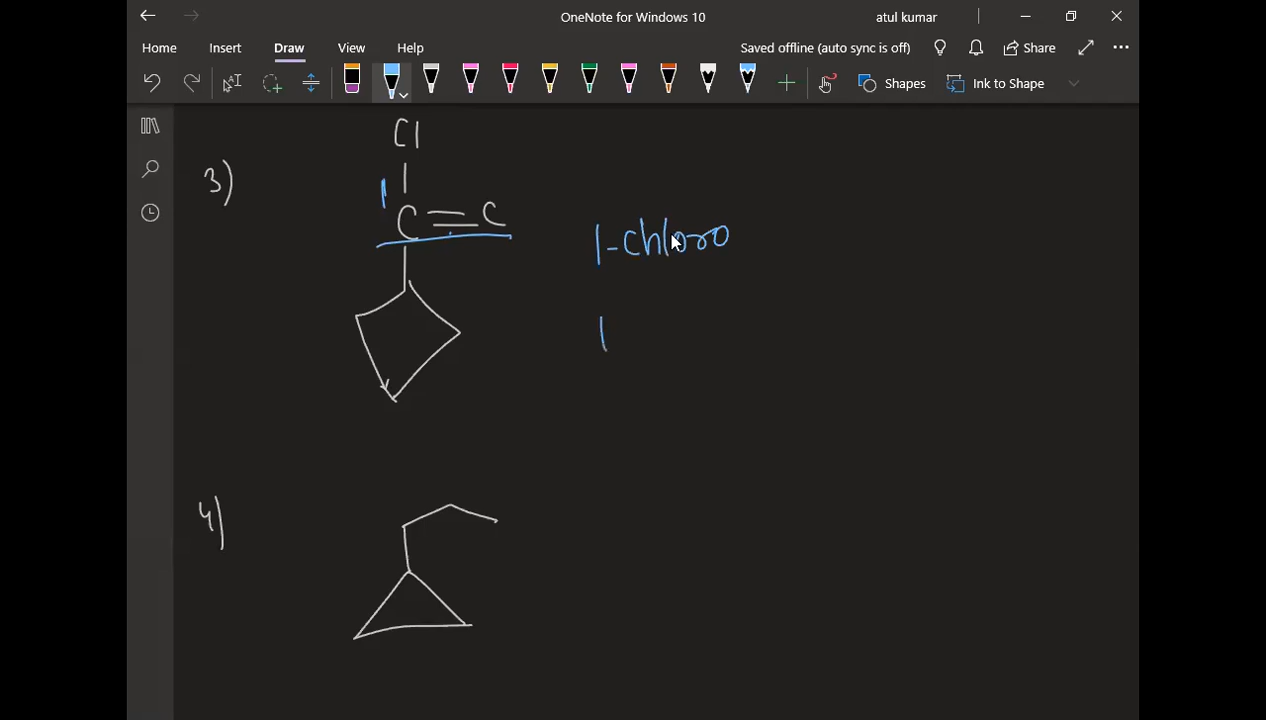 OneNote for Windows 10
atul kumar
Home Insert Draw View Help
Saved offline (auto sync is off)
Share
Shapes
Ink to Shape
Cl
3)
1
C = C
1-chloro
1
4)